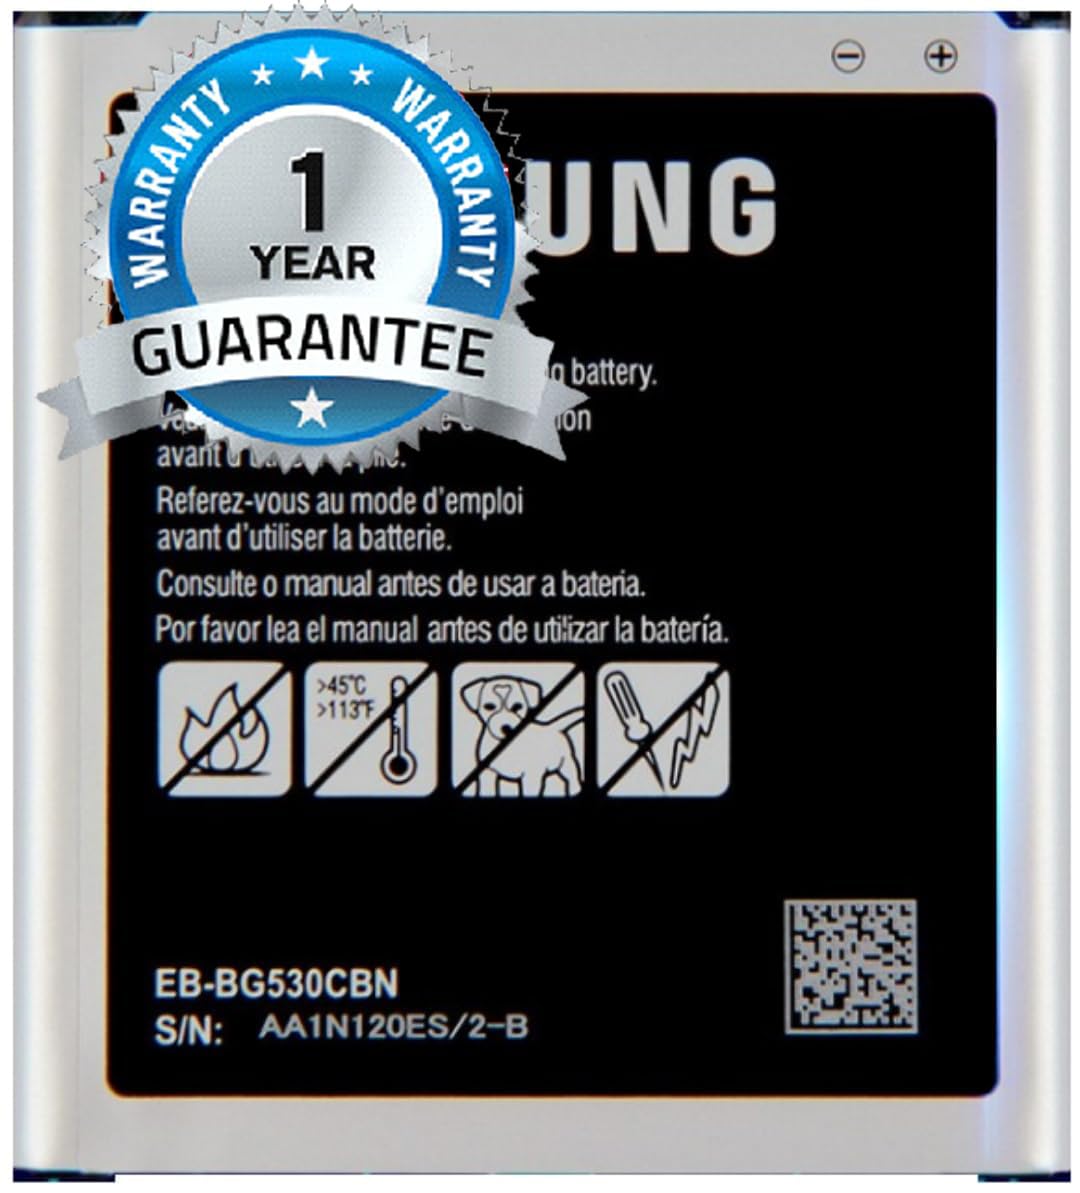 WARRANTY WARRANTY
1
YEAR
GUARANTEE
UNG
battery.
avant
Referez-vous au mode d'emploi
avant d'utiliser la batterie.
Consulte o manual antes de usar a bateria.
Por favor lea el manual antes de utilizar la batería.
>45°C
>113°F
EB-BG530CBN
S/N: AA1N120ES/2-B